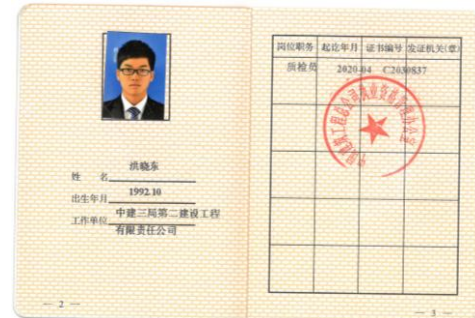 姓 名 洪晓东
出生年月 1992.10
工作单位 中建三局第二建设工程
有限责任公司
— 2 —
岗位职务 起讫年月 证书编号 发证机关(章)
质检员 2020-04 C2030837
— 3 —